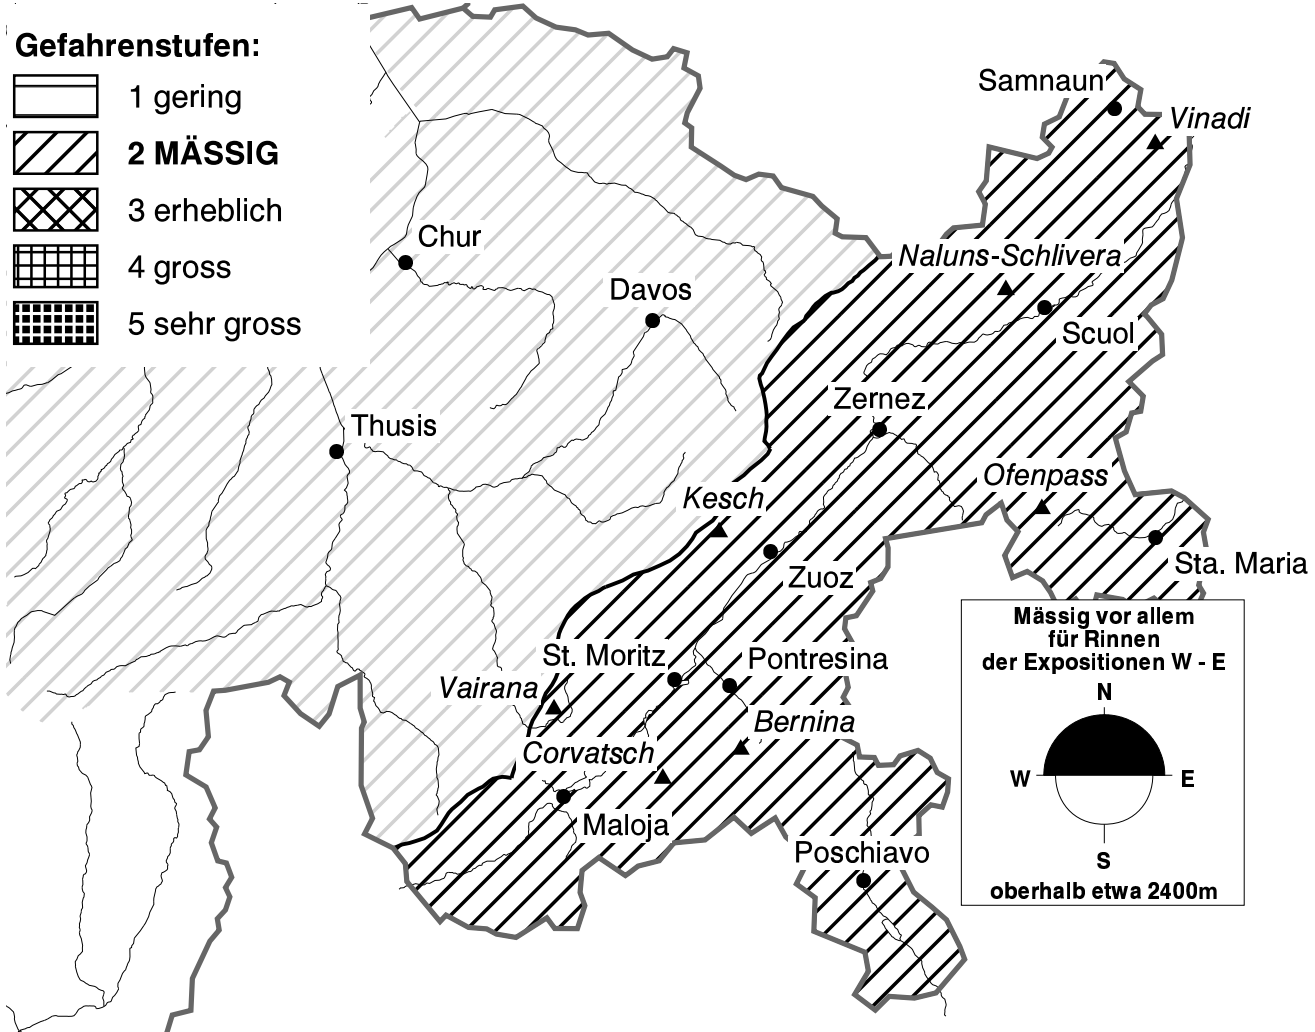 Gefahrenstufen:
1 gering
2 MÄSSIG
3 erheblich
4 gross
5 sehr gross
Samnaun
Vinadi
Chur
Naluns-Schlivera
Davos
Scuol
Zernez
Thusis
Ofenpass
Kesch
Sta. Maria
Zuoz
St. Moritz
Pontresina
Vairana
Bernina
Corvatsch
Maloja
Poschiavo
Mässig vor allem
für Rinnen
der Expositionen W - E
N
W E
S
oberhalb etwa 2400m